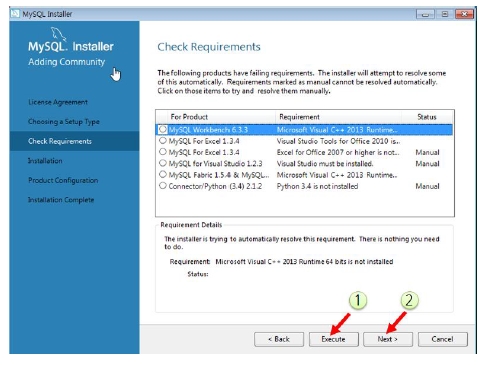 MySQL Installer
MySQL. Installer
Adding Community
License Agreement
Choosing a Setup Type
Check Requirements
Installation
Product Configuration
Installation Complete
Check Requirements
The following products have failing requirements. The installer will attempt to resolve some
of this automatically. Requirements marked as manual cannot be resolved automatically.
Click on those items to try and resolve them manually.
For Product Requirement Status
MySQL Workbench 6.3.3 Microsoft Visual C++ 2013 Runtime...
MySQL For Excel 1.3.4 Visual Studio Tools for Office 2010 is...
MySQL For Excel 1.3.4 Excel for Office 2007 or higher is not... Manual
MySQL for Visual Studio 1.2.3 Visual Studio must be installed. Manual
MySQL Fabric 1.5.4 & MySQL... Microsoft Visual C++ 2013 Runtime...
Connector/Python (3.4) 2.1.2 Python 3.4 is not installed Manual
Requirement Details
The installer is trying to automatically resolve this requirement. There is nothing you need
to do.
Requirement: Microsoft Visual C++ 2013 Runtime 64 bits is not installed
Status:
1 2
< Back Execute Next > Cancel